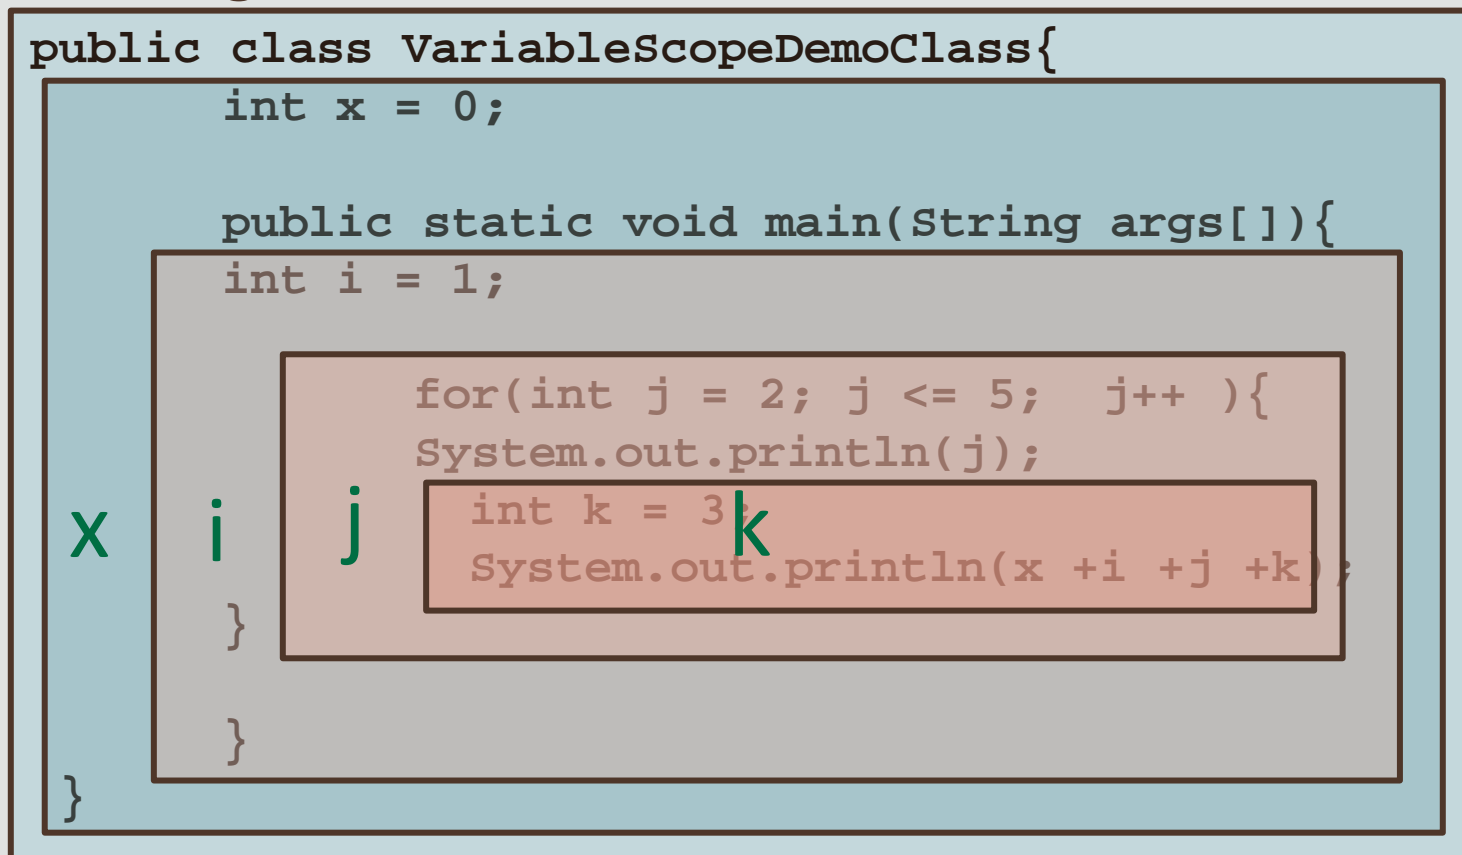 public class VariableScopeDemoClass{
int x = 0;
public static void main(String args[]){
int i = 1;
for(int j = 2; j <= 5;  j++ ){
System.out.println(j);
int k = 3;
System.out.println(x +i +j +k);
x i j k
}
}
}